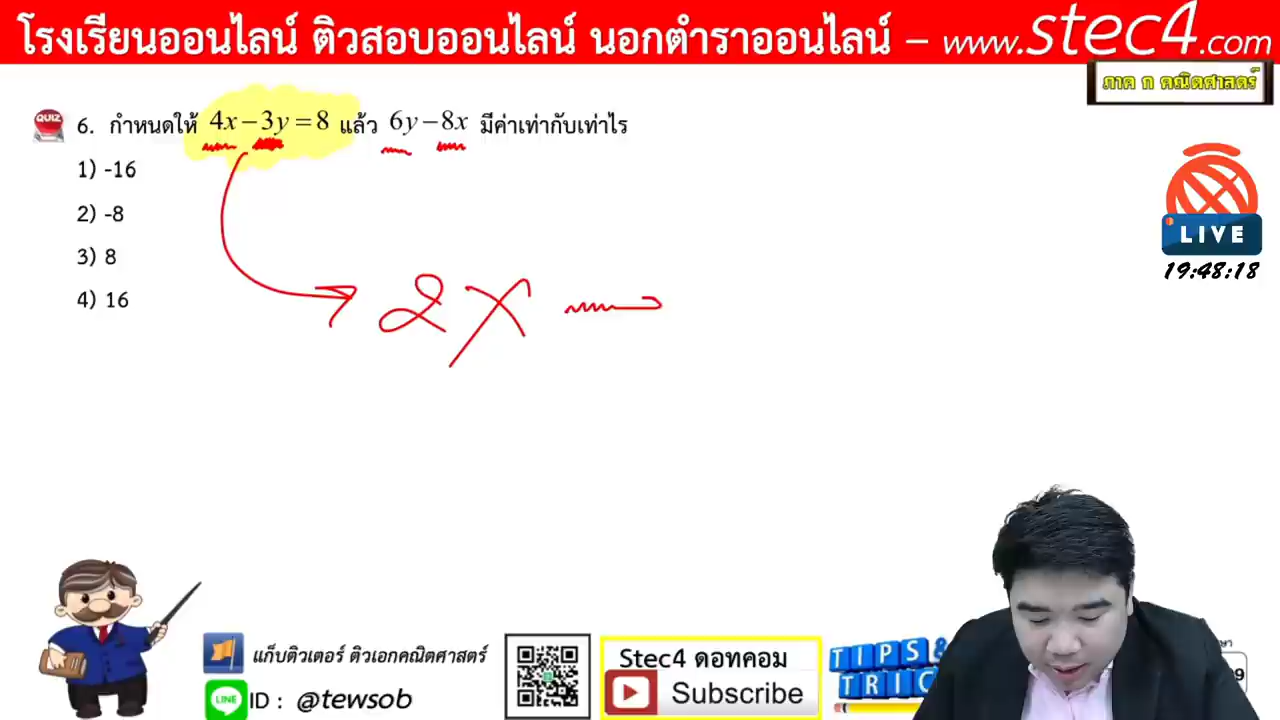 โรงเรียนออนไลน์ ติวสอบออนไลน์ นอกตำราออนไลน์ – www.stec4.com
ภาค ก คณิตศาสตร์
QUIZ 6. กำหนดให้ 4x−3y=8 แล้ว 6y−8x มีค่าเท่ากับเท่าไร
1) -16
2) -8
3) 8
4) 16
2X
LIVE
19:48:18
แก็บติวเตอร์ ติวเอกคณิตศาสตร์
LINE ID : @tewsob
Stec4 ดอทคอม
Subscribe
TIPS &